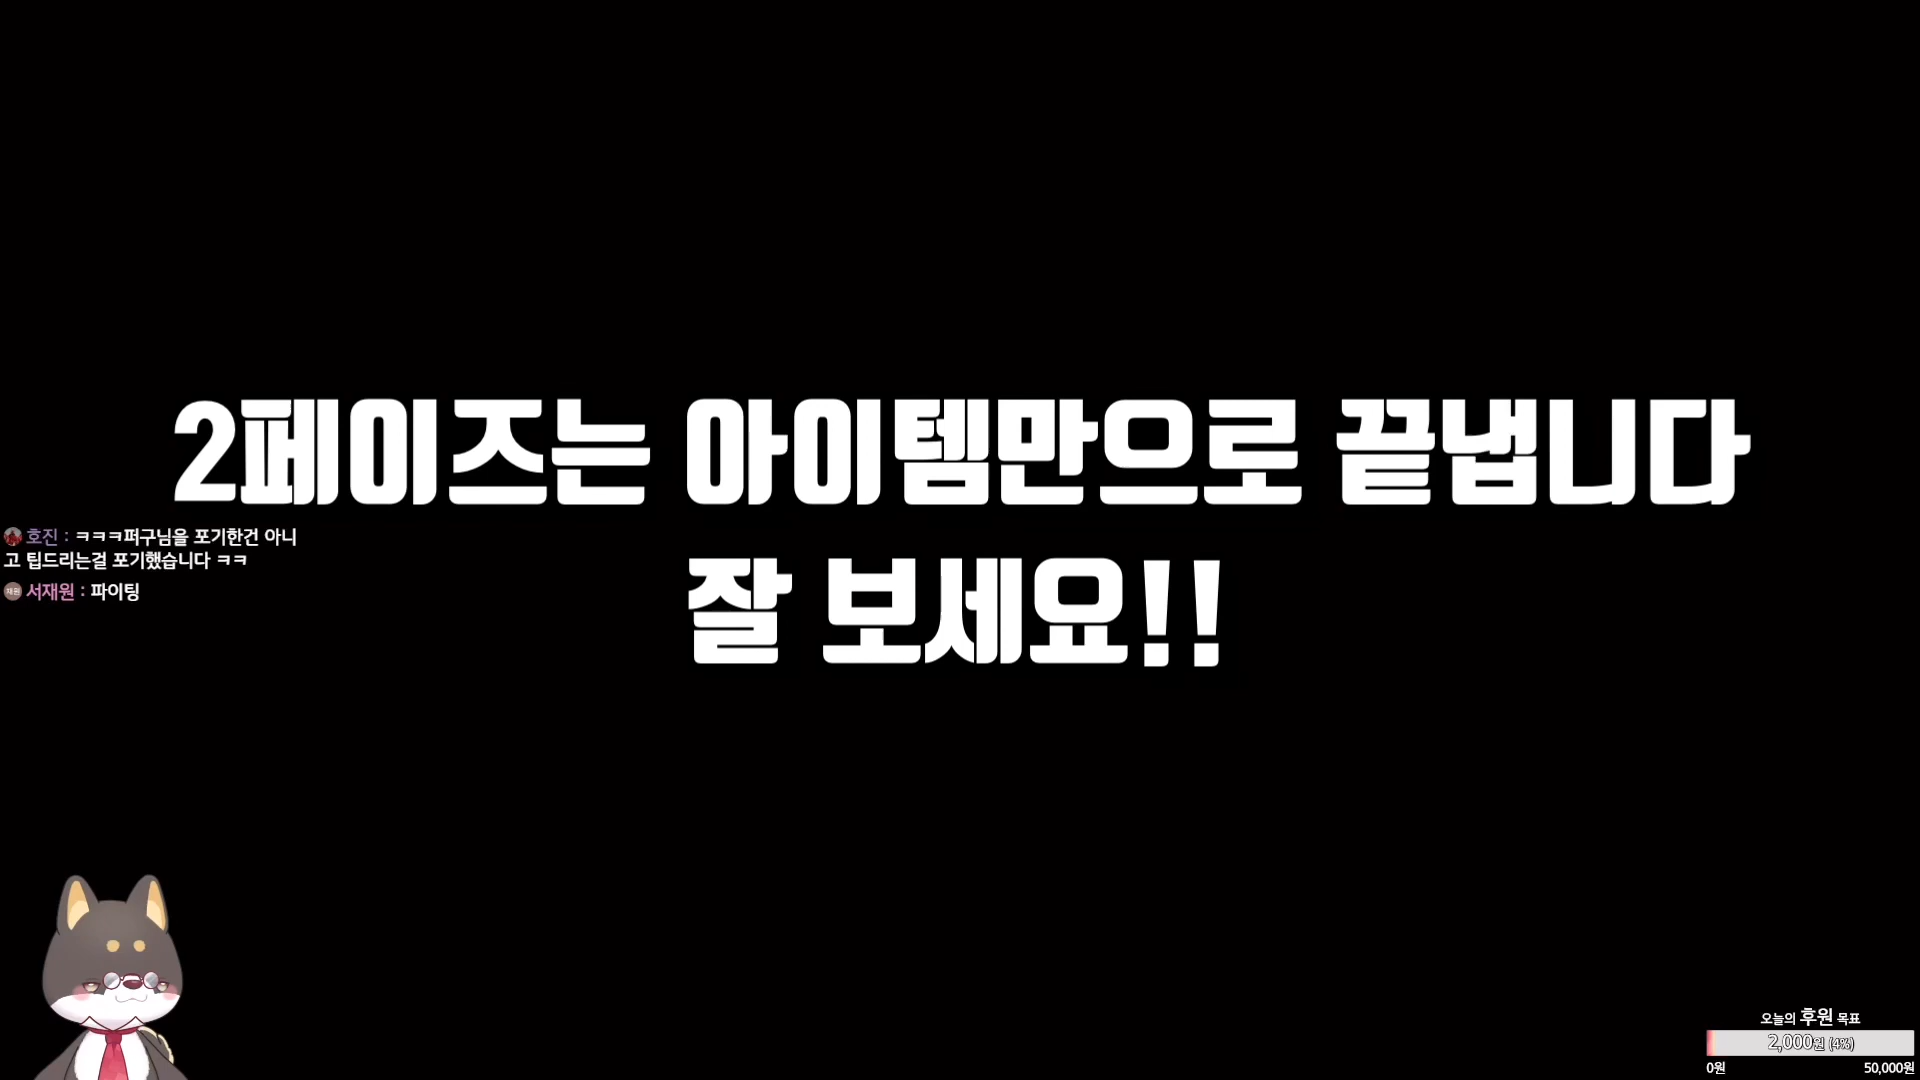 2페이즈는 아이템만으로 끝냅니다
잘 보세요!!
호진 : ㅋㅋㅋ퍼구님을 포기한건 아니
고 팁드리는걸 포기했습니다 ㅋㅋ
재원 서재원 : 파이팅
오늘의 후원 목표
2,000원 (4%)
0원 50,000원